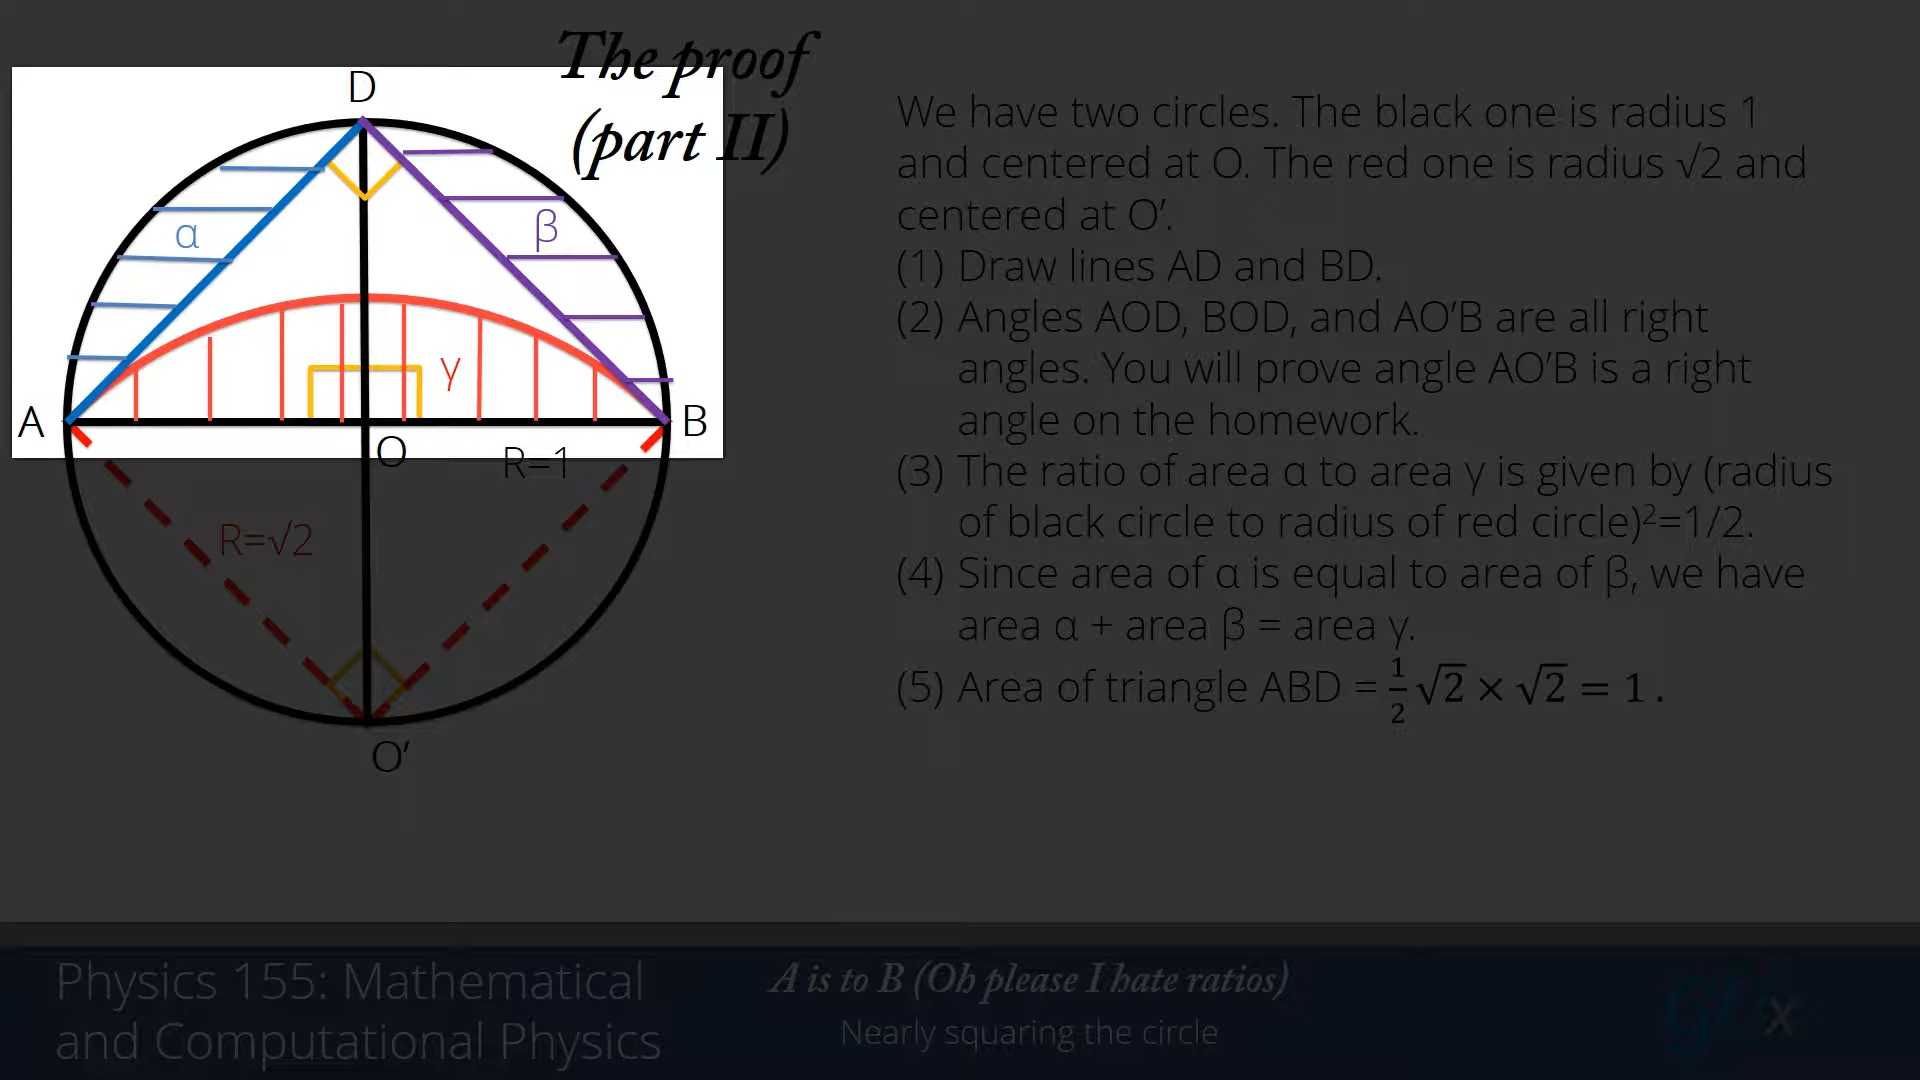 The proof
(part II)
D
α
β
γ
A
B
O
R=1
R=√2
O′
We have two circles. The black one is radius 1
and centered at O. The red one is radius √2 and
centered at O′.
(1) Draw lines AD and BD.
(2) Angles AOD, BOD, and AO′B are all right
angles. You will prove angle AO′B is a right
angle on the homework.
(3) The ratio of area α to area γ is given by (radius
of black circle to radius of red circle)²=1/2.
(4) Since area of α is equal to area of β, we have
area α + area β = area γ.
(5) Area of triangle ABD = 1/2 √2 × √2 = 1 .
Physics 155: Mathematical
and Computational Physics
A is to B (Oh please I hate ratios)
Nearly squaring the circle